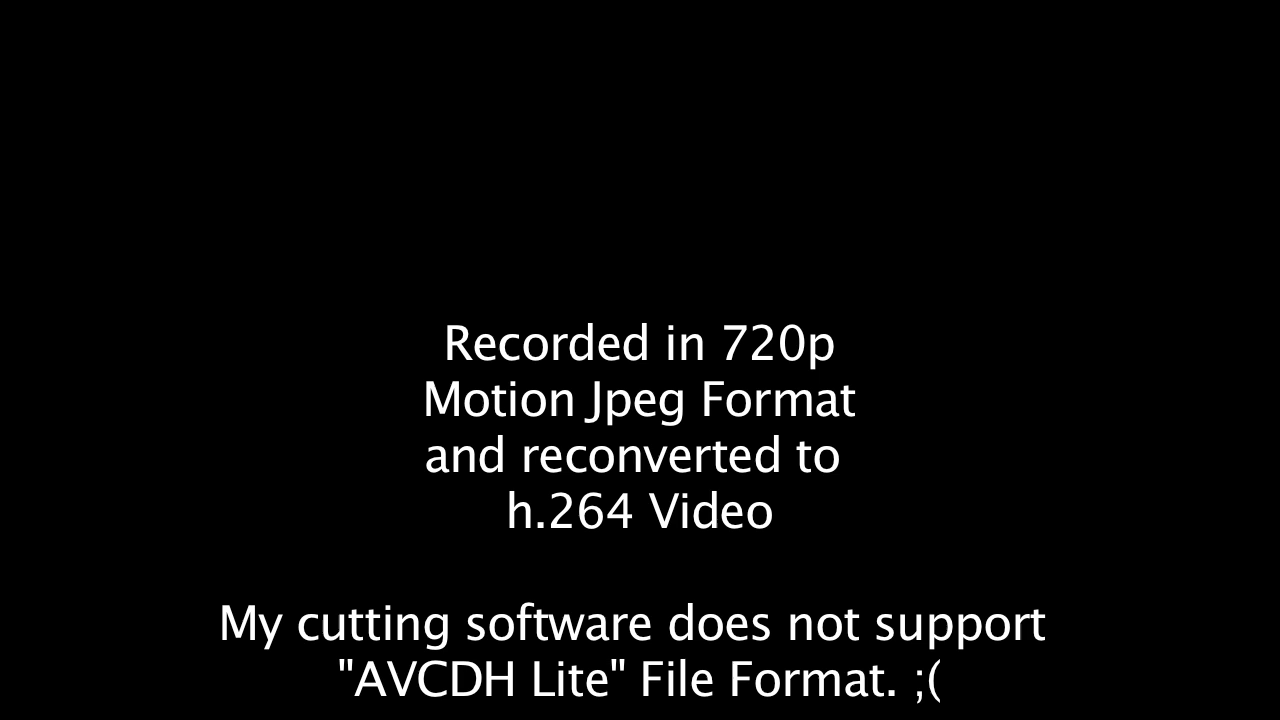 Recorded in 720p
Motion Jpeg Format
and reconverted to
h.264 Video
My cutting software does not support
"AVCDH Lite" File Format. ;(